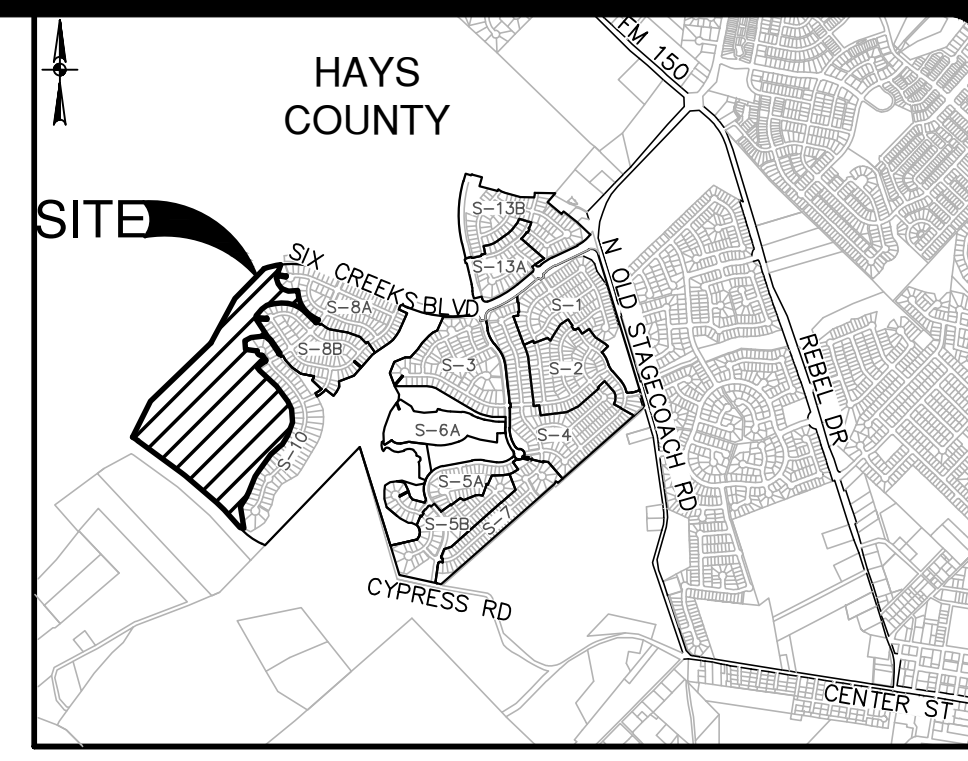 FM 150
HAYS
COUNTY
SITE
S-13B
S-13A
SIX CREEKS BLVD
N OLD STAGECOACH RD
S-8A
S-1
S-8B
S-3
S-2
REBEL DR
S-6A
S-4
S-10
S-5A
S-5B
S-7
CYPRESS RD
CENTER ST